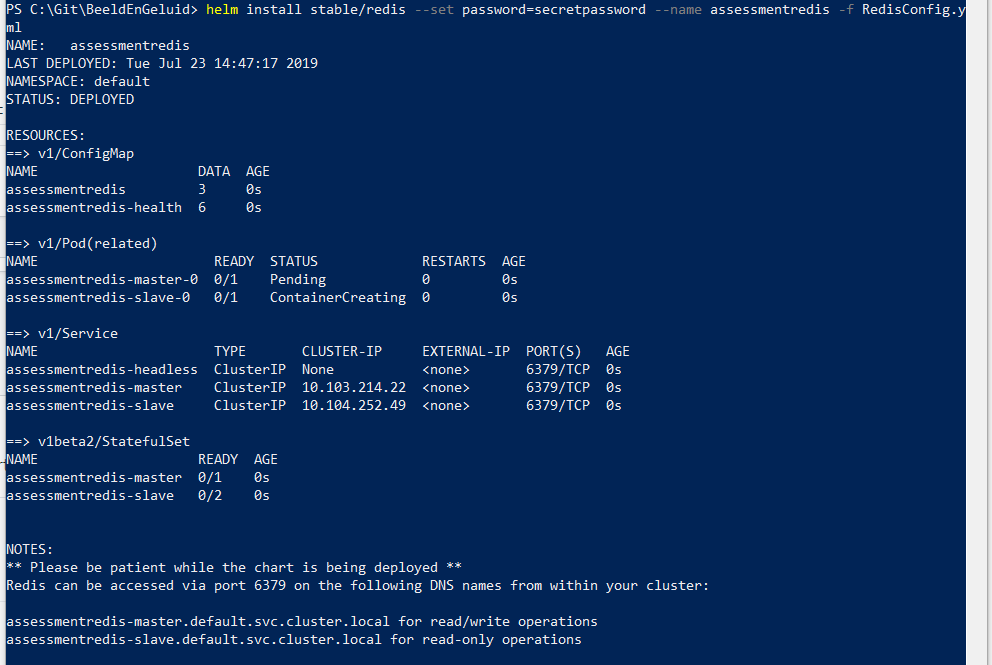 PS C:\Git\BeeldEnGeluid> helm install stable/redis --set password=secretpassword --name assessmentredis -f RedisConfig.y
ml
NAME:   assessmentredis
LAST DEPLOYED: Tue Jul 23 14:47:17 2019
NAMESPACE: default
STATUS: DEPLOYED
RESOURCES:
==> v1/ConfigMap
NAME                    DATA  AGE
assessmentredis         3     0s
assessmentredis-health  6     0s
==> v1/Pod(related)
NAME                      READY  STATUS             RESTARTS  AGE
assessmentredis-master-0  0/1    Pending            0         0s
assessmentredis-slave-0   0/1    ContainerCreating  0         0s
==> v1/Service
NAME                      TYPE       CLUSTER-IP     EXTERNAL-IP  PORT(S)   AGE
assessmentredis-headless  ClusterIP  None           <none>       6379/TCP  0s
assessmentredis-master    ClusterIP  10.103.214.22  <none>       6379/TCP  0s
assessmentredis-slave     ClusterIP  10.104.252.49  <none>       6379/TCP  0s
==> v1beta2/StatefulSet
NAME                    READY  AGE
assessmentredis-master  0/1    0s
assessmentredis-slave   0/2    0s
NOTES:
** Please be patient while the chart is being deployed **
Redis can be accessed via port 6379 on the following DNS names from within your cluster:
assessmentredis-master.default.svc.cluster.local for read/write operations
assessmentredis-slave.default.svc.cluster.local for read-only operations